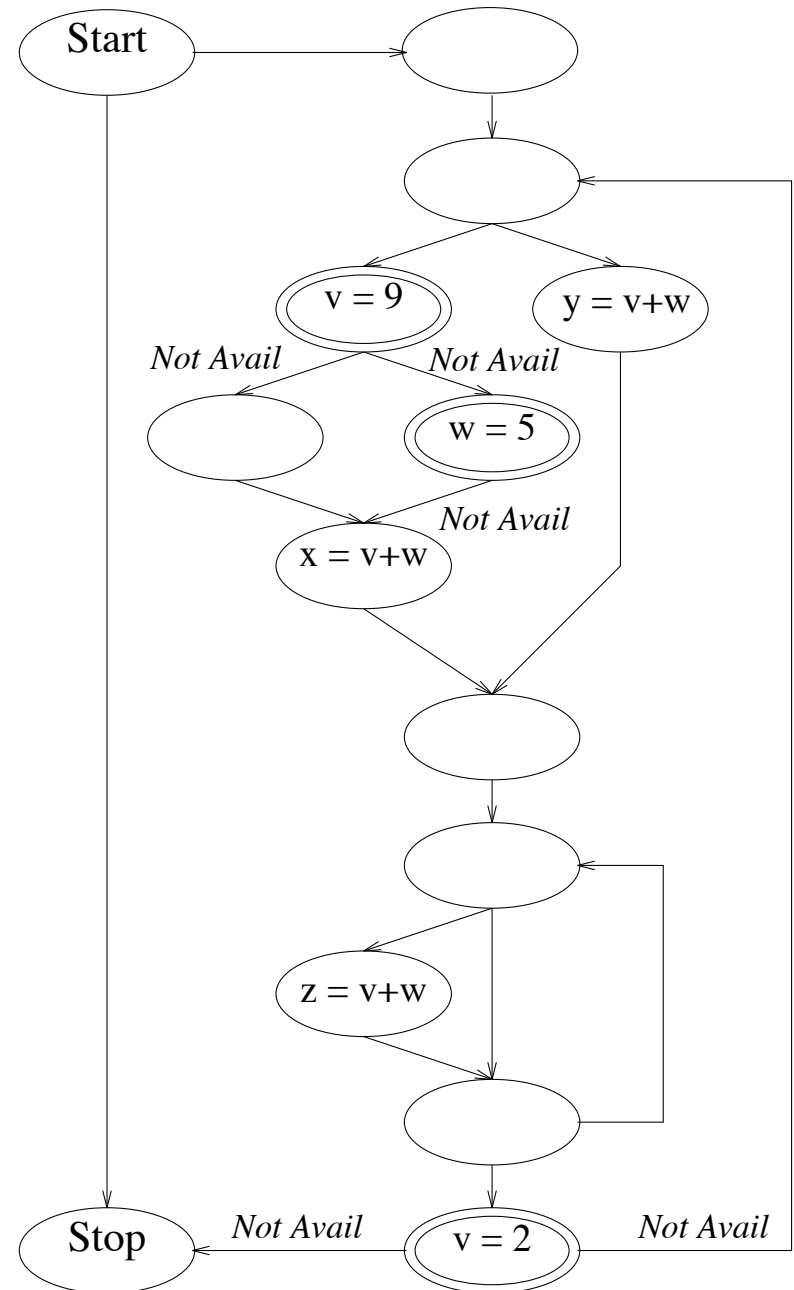 Start
v = 9
y = v+w
Not Avail
Not Avail
w = 5
Not Avail
x = v+w
z = v+w
Stop
Not Avail
v = 2
Not Avail